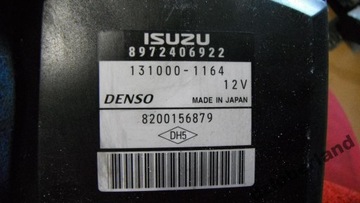 ISUZU
8972406922
131000-1164
12V
DENSO MADE IN JAPAN
8200156879
DH5